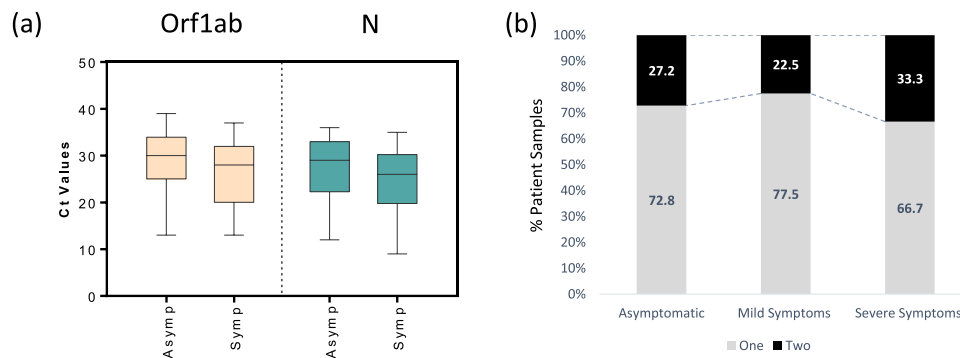 (a)
Orf1ab
N
50
40
30
20
10
0
Ct Values
Asymp
Symp
Asymp
Symp
(b)
100%
90%
80%
70%
60%
50%
40%
30%
20%
10%
0%
% Patient Samples
27.2
22.5
33.3
72.8
77.5
66.7
Asymptomatic
Mild Symptoms
Severe Symptoms
One
Two